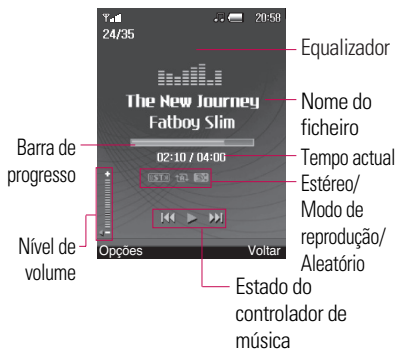 20:58
24/35
Equalizador
The New Journey
Fatboy Slim
Nome do
ficheiro
Barra de
progresso
02:10 / 04:06
Tempo actual
Estéreo/
Modo de
reprodução/
Aleatório
Nível de
volume
Opções
Voltar
Estado do
controlador de
música